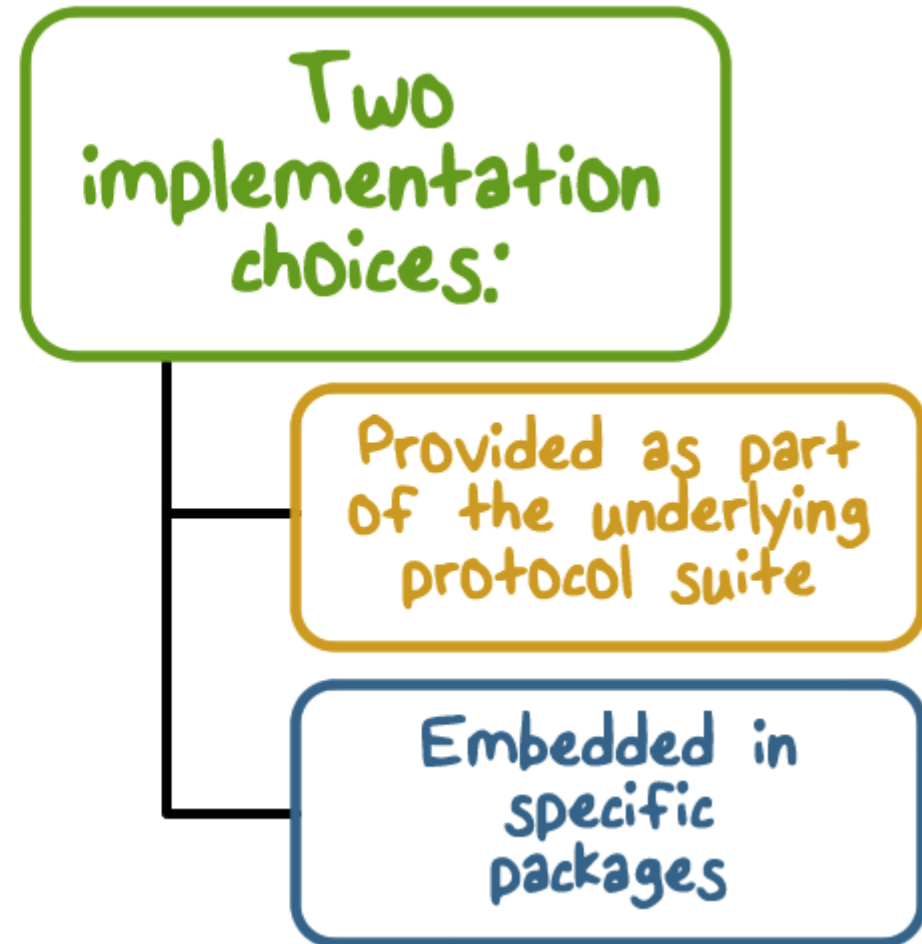 Two
implementation
choices:
Provided as part
of the underlying
protocol suite
Embedded in
specific
packages